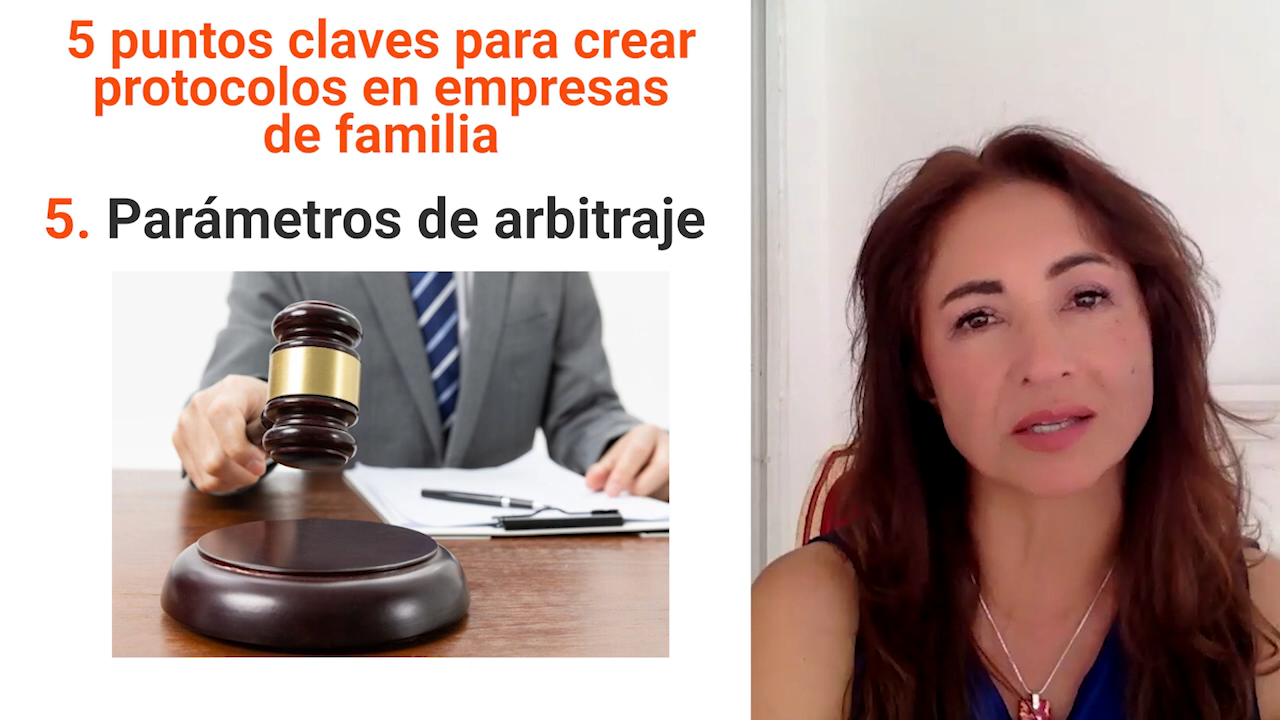 5 puntos claves para crear
protocolos en empresas
de familia
5. Parámetros de arbitraje